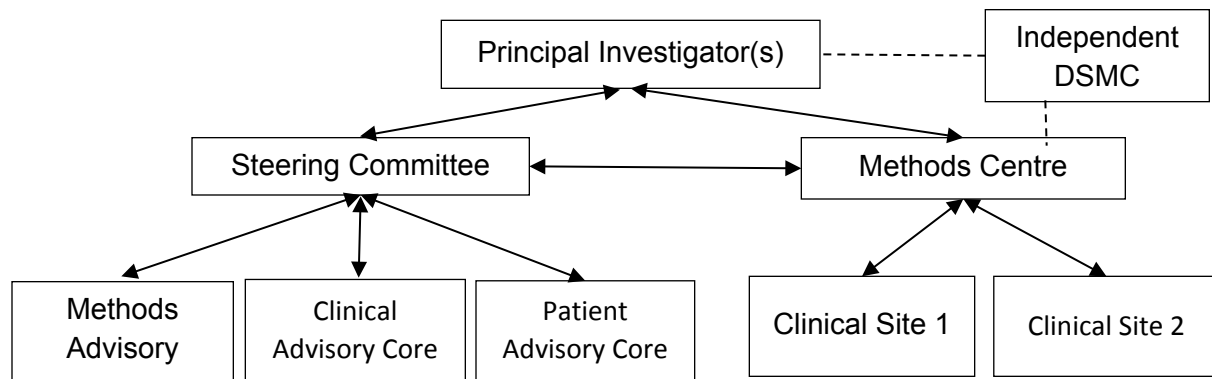 Principal Investigator(s)
Independent
DSMC
Steering Committee
Methods Centre
Methods
Advisory
Clinical
Advisory Core
Patient
Advisory Core
Clinical Site 1
Clinical Site 2